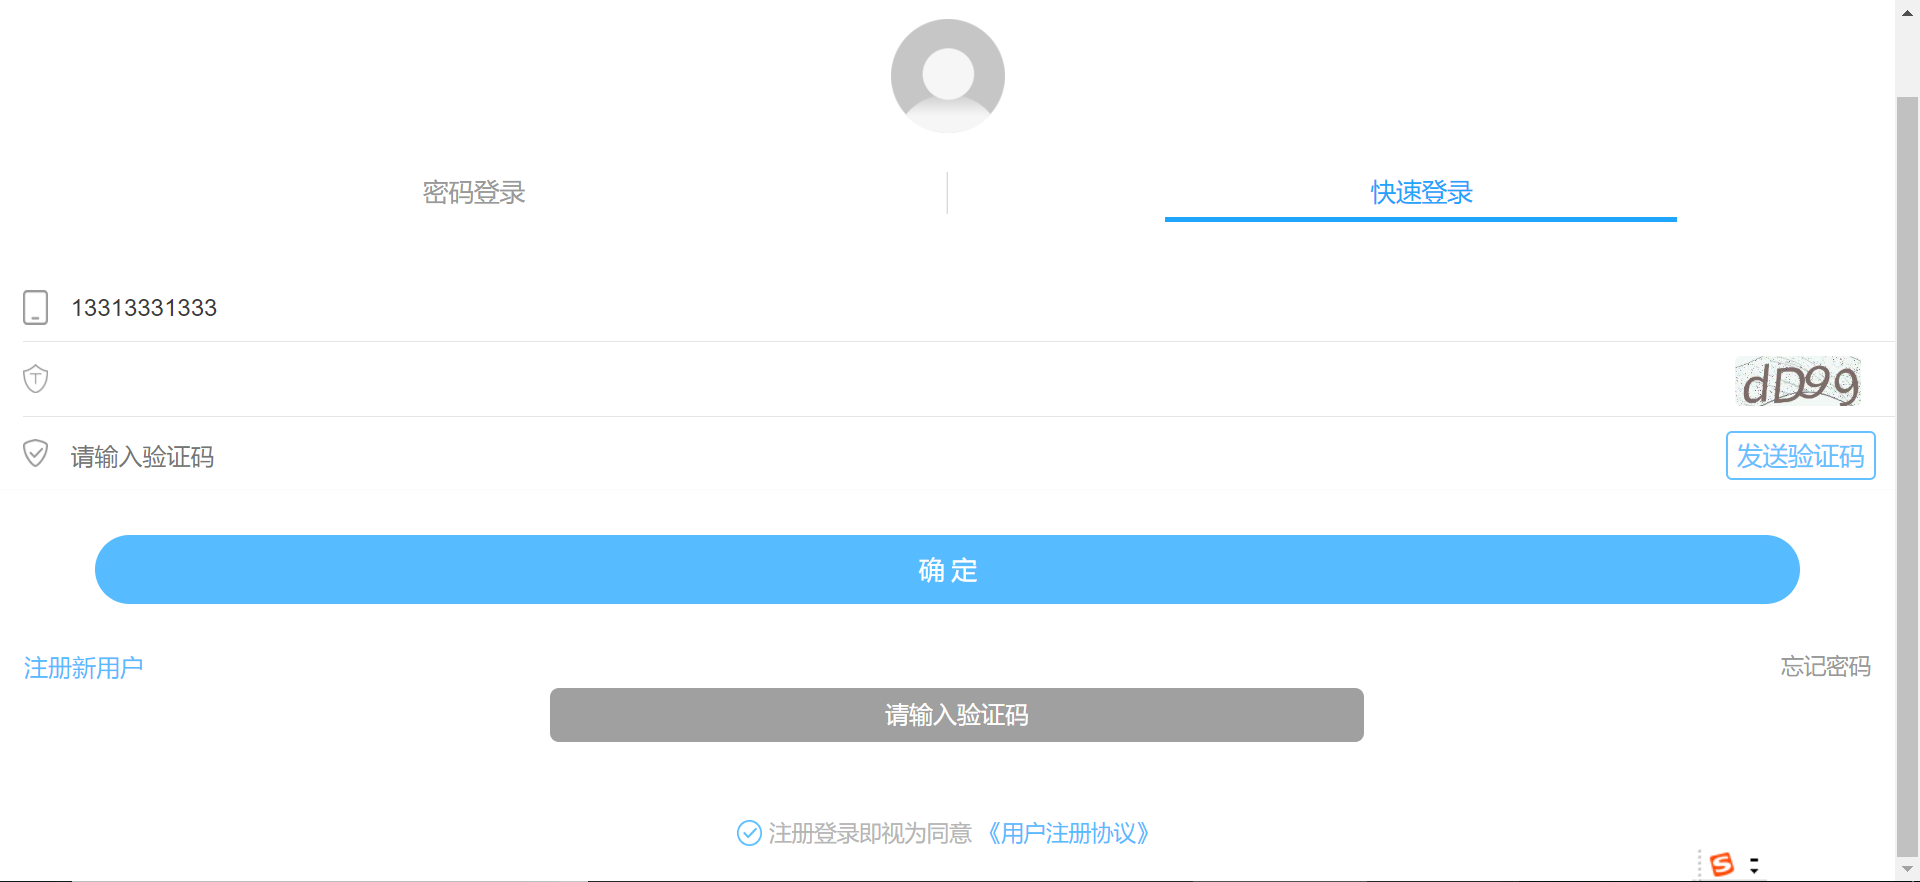 密码登录
快速登录
13313331333
dD99
请输入验证码
发送验证码
确 定
注册新用户
忘记密码
请输入验证码
注册登录即视为同意 《用户注册协议》